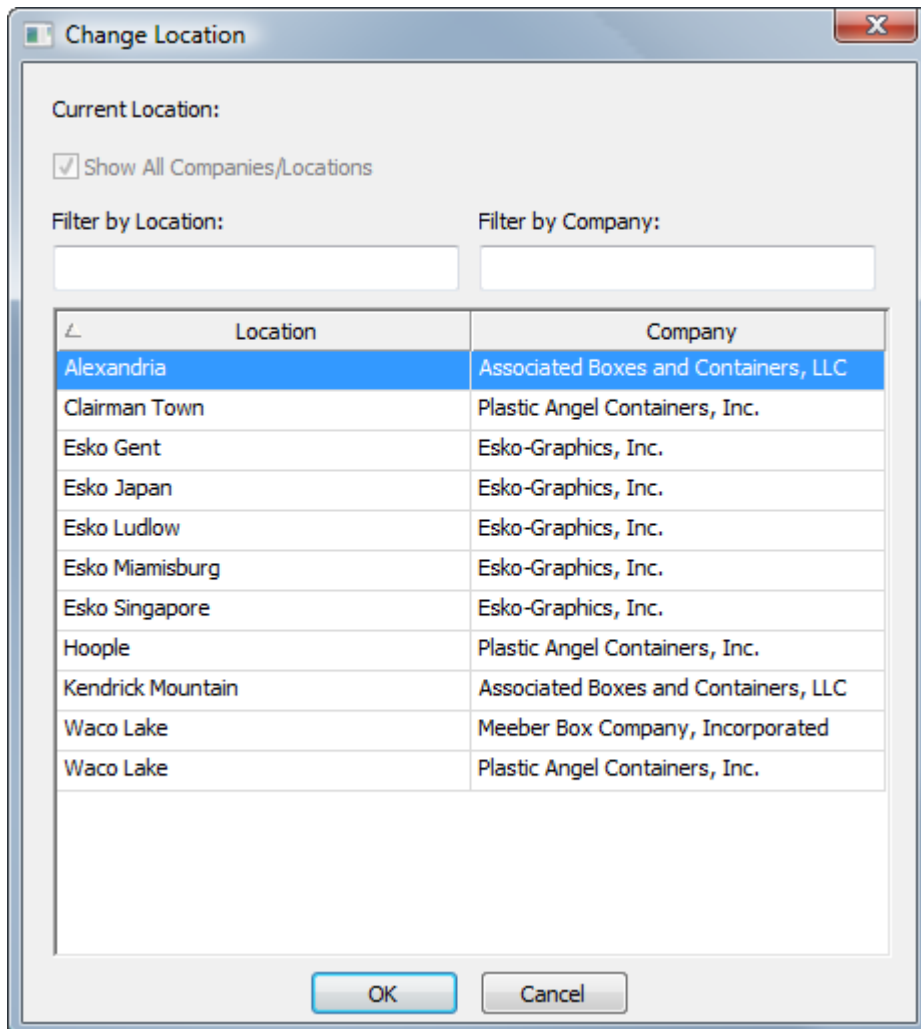 Change Location
Current Location:
Show All Companies/Locations
Filter by Location: Filter by Company:
Location Company
Alexandria Associated Boxes and Containers, LLC
Clairman Town Plastic Angel Containers, Inc.
Esko Gent Esko-Graphics, Inc.
Esko Japan Esko-Graphics, Inc.
Esko Ludlow Esko-Graphics, Inc.
Esko Miamisburg Esko-Graphics, Inc.
Esko Singapore Esko-Graphics, Inc.
Hoople Plastic Angel Containers, Inc.
Kendrick Mountain Associated Boxes and Containers, LLC
Waco Lake Meeber Box Company, Incorporated
Waco Lake Plastic Angel Containers, Inc.
OK Cancel